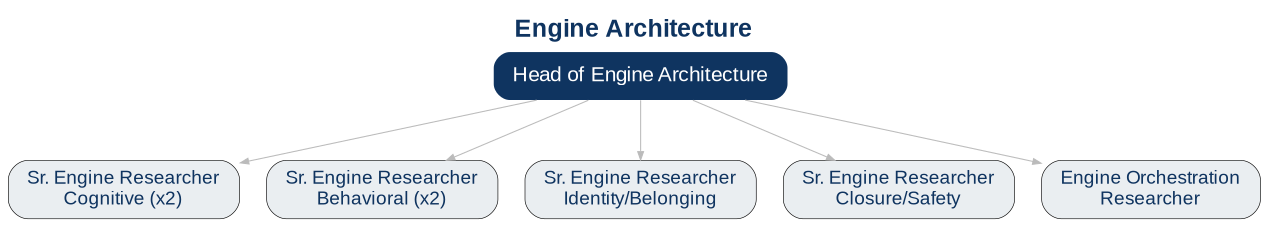 Engine Architecture
Head of Engine Architecture
Sr. Engine Researcher
Cognitive (x2)
Sr. Engine Researcher
Behavioral (x2)
Sr. Engine Researcher
Identity/Belonging
Sr. Engine Researcher
Closure/Safety
Engine Orchestration
Researcher